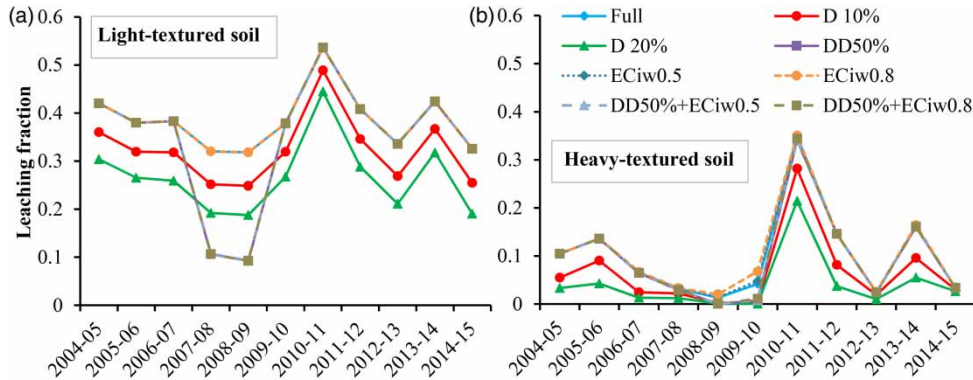 (a)
0.6
0.5
0.4
0.3
0.2
0.1
0
Leaching fraction
Light-textured soil
2004-05
2005-06
2006-07
2007-08
2008-09
2009-10
2010-11
2011-12
2012-13
2013-14
2014-15
(b)
0.6
0.5
0.4
0.3
0.2
0.1
0
Full
D 10%
D 20%
DD50%
ECiw0.5
ECiw0.8
DD50%+ECiw0.5
DD50%+ECiw0.8
Heavy-textured soil
2004-05
2005-06
2006-07
2007-08
2008-09
2009-10
2010-11
2011-12
2012-13
2013-14
2014-15